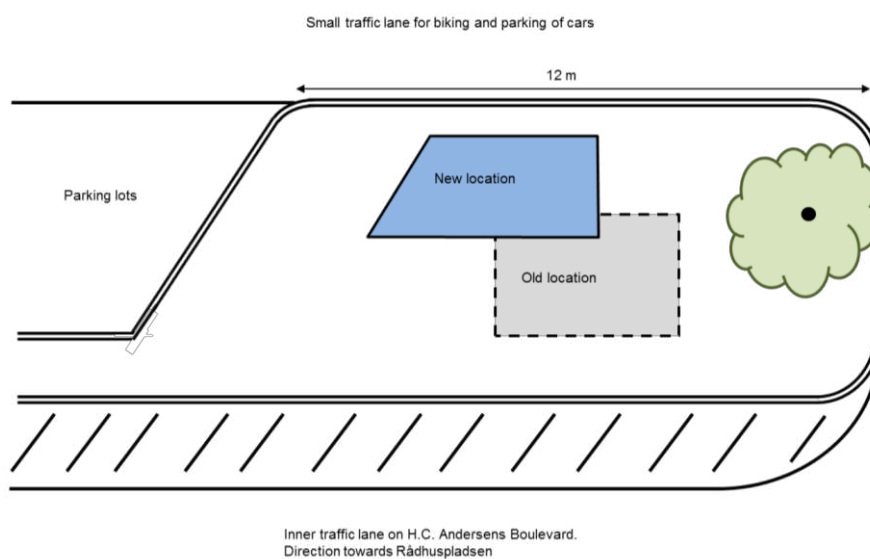 Small traffic lane for biking and parking of cars
12 m
New location
Parking lots
Old location
Inner traffic lane on H.C. Andersens Boulevard.
Direction towards Rådhuspladsen